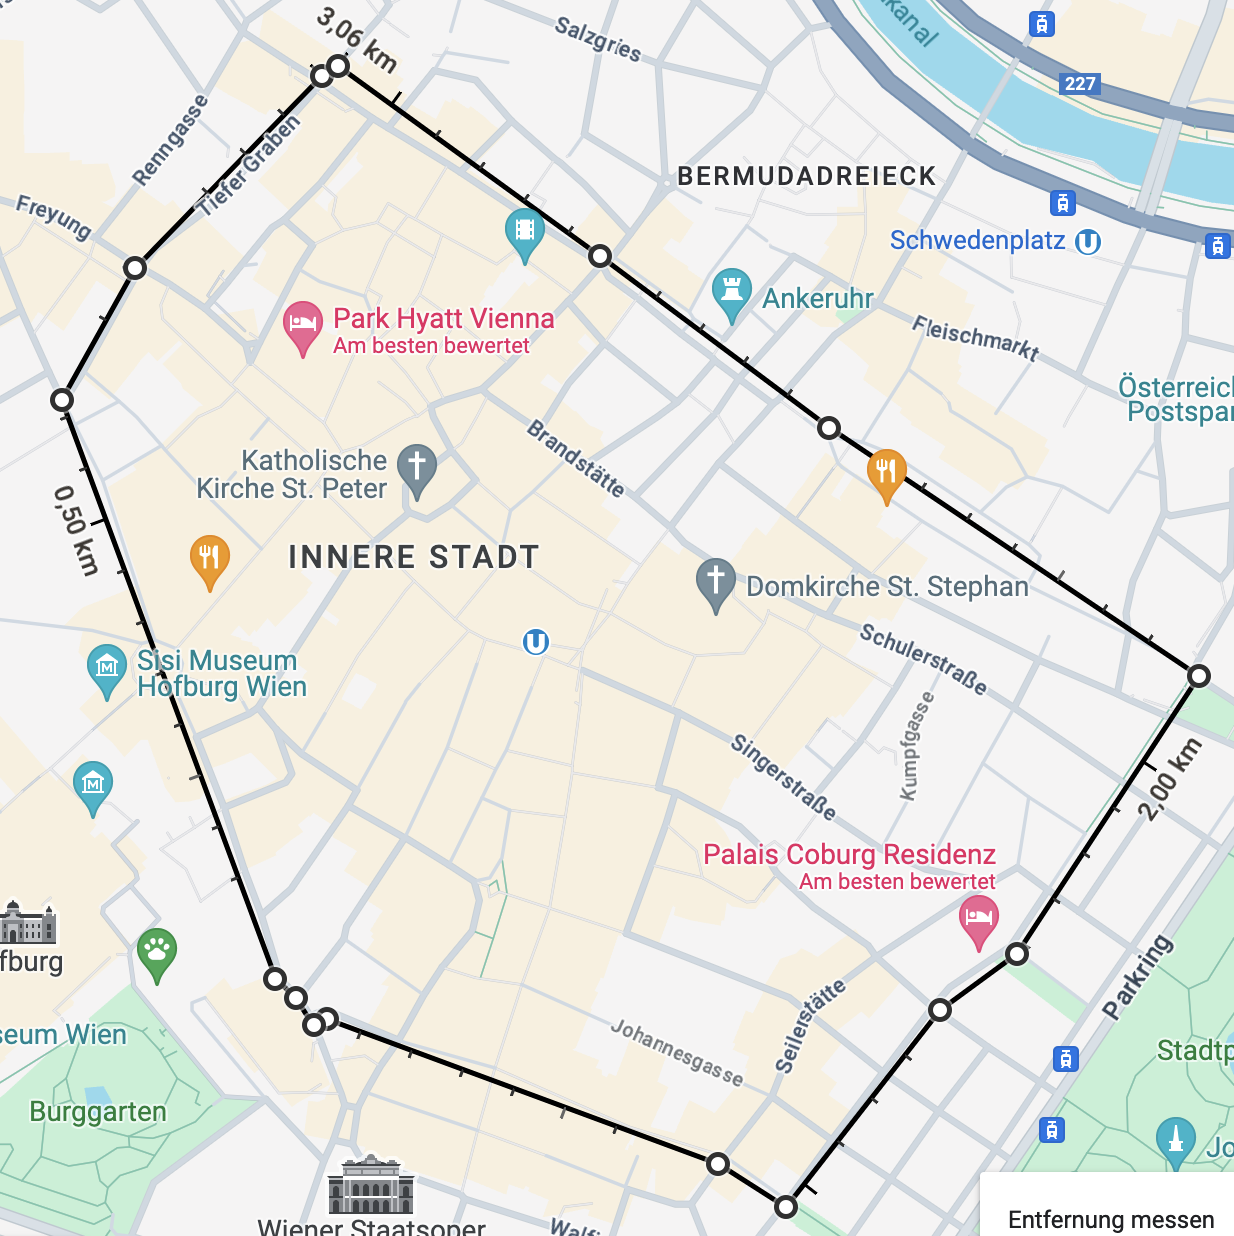 3,06 km
Salzgries
kanal
227
Renngasse
Tiefer Graben
BERMUDADREIECK
Freyung
Schwedenplatz
U
Ankeruhr
Park Hyatt Vienna
Am besten bewertet
Fleischmarkt
Österreich
Postspar
Brandstätte
Katholische
Kirche St. Peter
0,50 km
INNERE STADT
Domkirche St. Stephan
U
Schulerstraße
Sisi Museum
Hofburg Wien
M
Kumpfgasse
Singerstraße
2,00 km
M
Palais Coburg Residenz
Am besten bewertet
fburg
Parkring
Seilerstätte
seum Wien
Johannesgasse
Stadtp
Burggarten
Jo
Wiener Staatsoper
Walfi
Entfernung messen